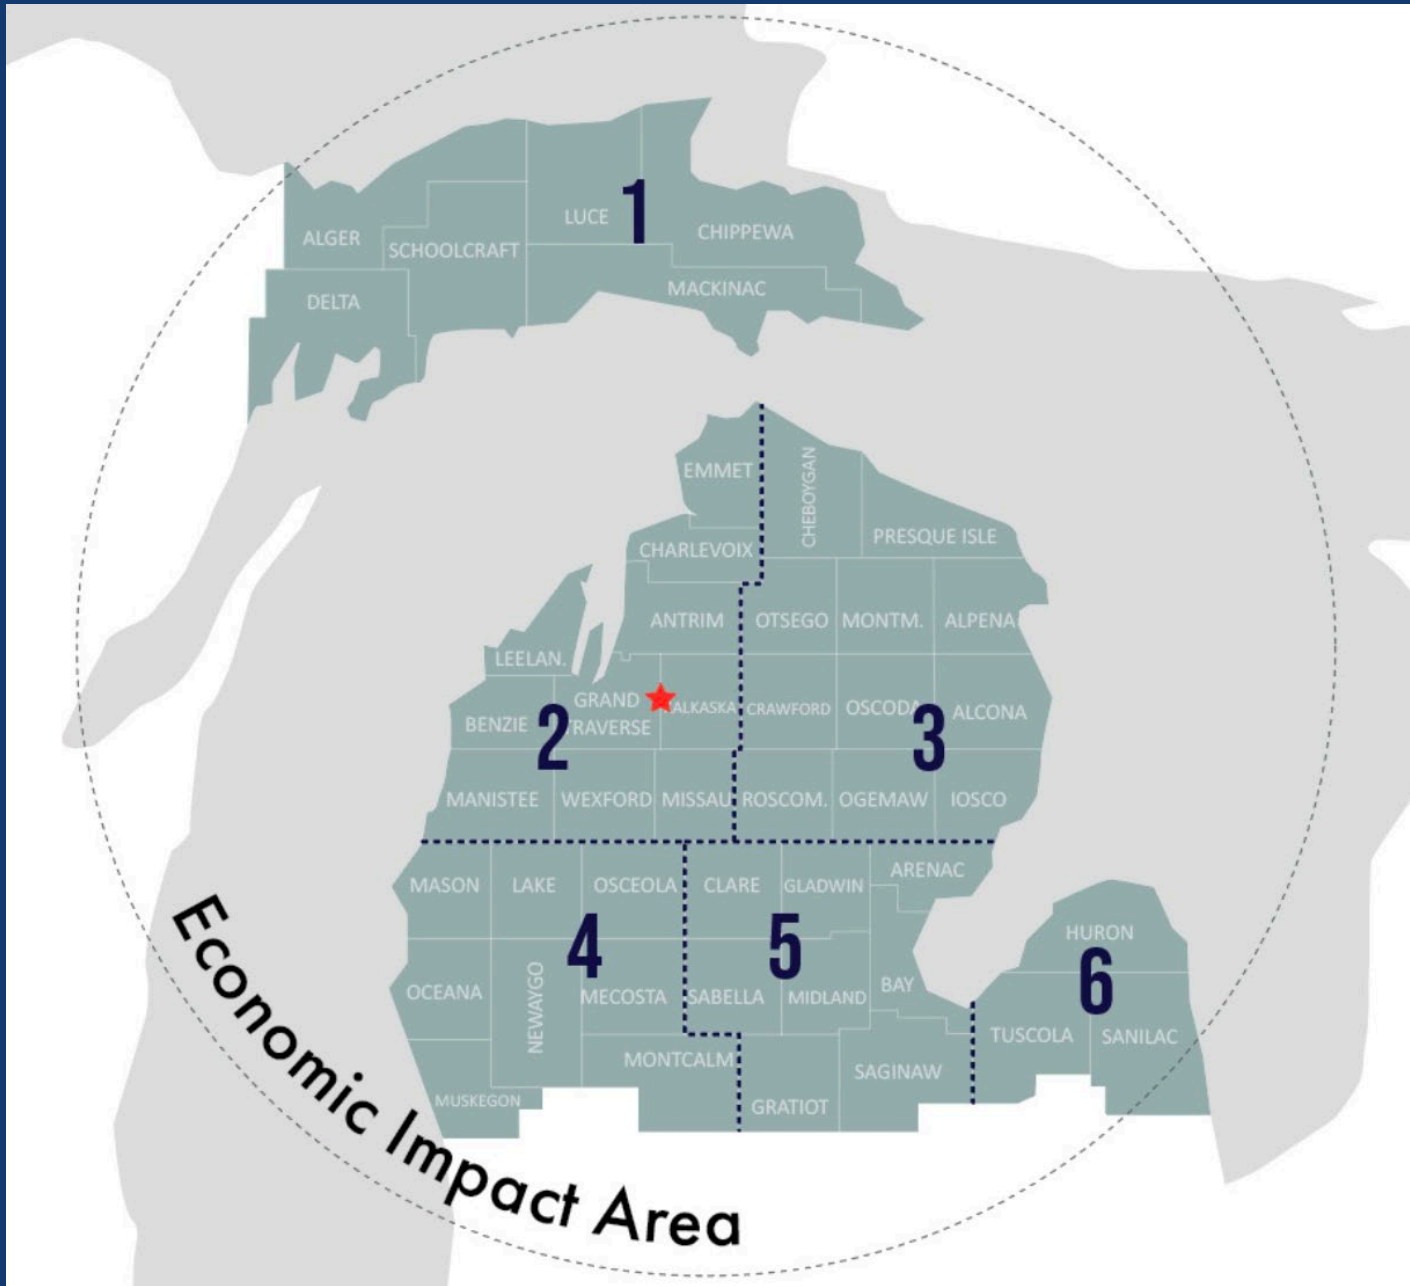 1
LUCE
ALGER
SCHOOLCRAFT
CHIPPEWA
MACKINAC
DELTA
EMMET
CHEBOYGAN
PRESQUE ISLE
CHARLEVOIX
ANTRIM
OTSEGO
MONTM.
ALPENA
LEELAN.
GRAND
TRAVERSE
BENZIE
2
ALKASKA
CRAWFORD
OSCODA
3
ALCONA
MANISTEE
WEXFORD
MISSAU
ROSCOM.
OGEMAW
IOSCO
MASON
LAKE
OSCEOLA
CLARE
GLADWIN
ARENAC
4
5
HURON
6
OCEANA
NEWAYGO
MECOSTA
SABELLA
MIDLAND
BAY
TUSCOLA
SANILAC
MONTCALM
SAGINAW
MUSKEGON
GRATIOT
Economic Impact Area